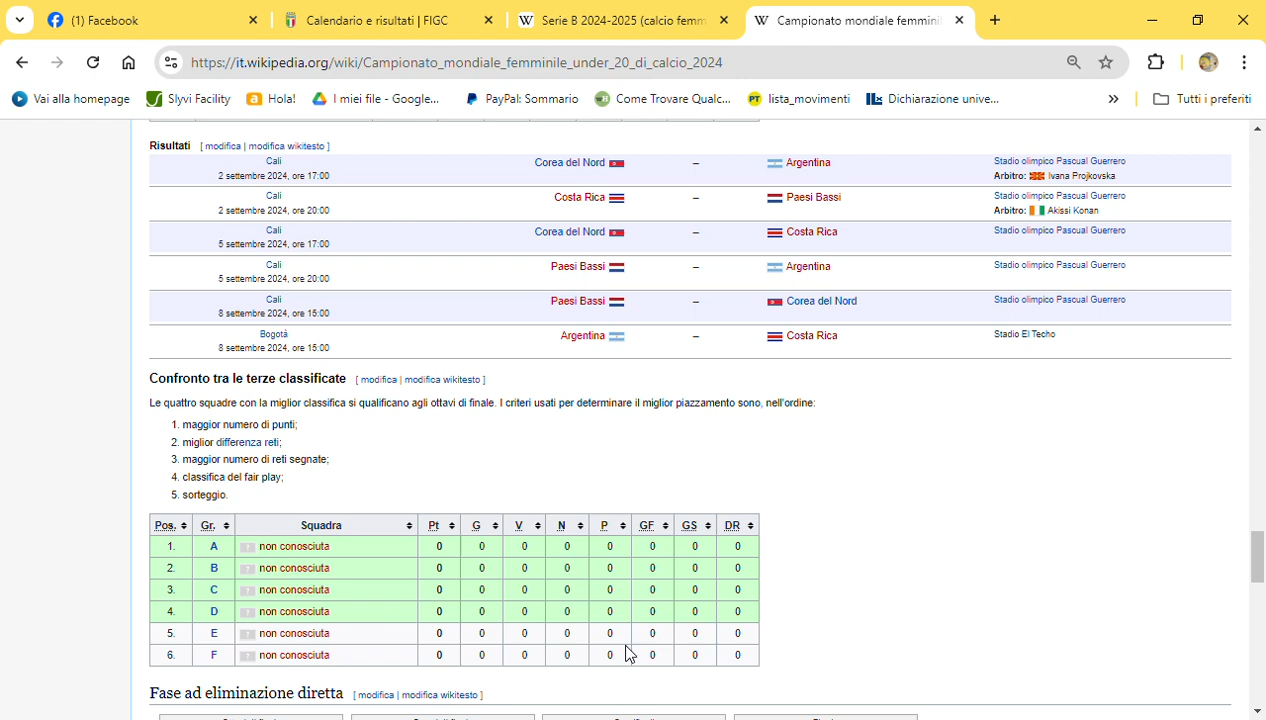 (1) Facebook
Calendario e risultati | FIGC
Serie B 2024-2025 (calcio femm
Campionato mondiale femminil
https://it.wikipedia.org/wiki/Campionato_mondiale_femminile_under_20_di_calcio_2024
Vai alla homepage
Slyvi Facility
Hola!
I miei file - Google...
PayPal: Sommario
Come Trovare Qualc...
PT lista_movimenti
Dichiarazione unive...
Tutti i preferiti
Risultati [ modifica | modifica wikitesto ]
Cali
2 settembre 2024, ore 17:00
Corea del Nord – Argentina
Stadio olimpico Pascual Guerrero
Arbitro: Ivana Projkovska
Cali
2 settembre 2024, ore 20:00
Costa Rica – Paesi Bassi
Stadio olimpico Pascual Guerrero
Arbitro: Akissi Konan
Cali
5 settembre 2024, ore 17:00
Corea del Nord – Costa Rica
Stadio olimpico Pascual Guerrero
Cali
5 settembre 2024, ore 20:00
Paesi Bassi – Argentina
Stadio olimpico Pascual Guerrero
Cali
8 settembre 2024, ore 15:00
Paesi Bassi – Corea del Nord
Stadio olimpico Pascual Guerrero
Bogotà
8 settembre 2024, ore 15:00
Argentina – Costa Rica
Stadio El Techo
Confronto tra le terze classificate [ modifica | modifica wikitesto ]
Le quattro squadre con la miglior classifica si qualificano agli ottavi di finale. I criteri usati per determinare il miglior piazzamento sono, nell'ordine:
1. maggior numero di punti;
2. miglior differenza reti;
3. maggior numero di reti segnate;
4. classifica del fair play;
5. sorteggio.
Pos. Gr. Squadra Pt G V N P GF GS DR
1. A ? non conosciuta 0 0 0 0 0 0 0 0
2. B ? non conosciuta 0 0 0 0 0 0 0 0
3. C ? non conosciuta 0 0 0 0 0 0 0 0
4. D ? non conosciuta 0 0 0 0 0 0 0 0
5. E ? non conosciuta 0 0 0 0 0 0 0 0
6. F ? non conosciuta 0 0 0 0 0 0 0 0
Fase ad eliminazione diretta [ modifica | modifica wikitesto ]